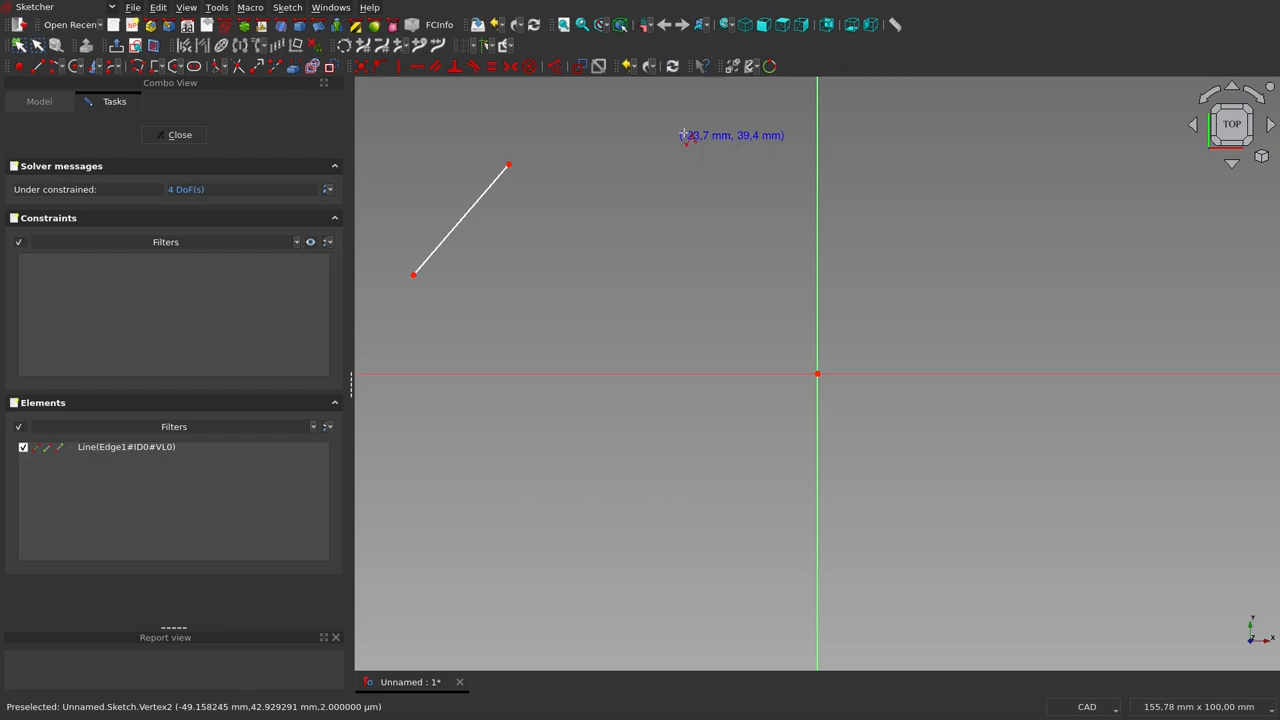 Sketcher
File Edit View Tools Macro Sketch Windows Help
Open Recent
FCInfo
Combo View
Model Tasks
Close
Solver messages
Under constrained: 4 DoF(s)
Constraints
Filters
Elements
Filters
Line(Edge1#ID0#VL0)
Report view
23,7 mm, 39,4 mm)
TOP
Y
Z X
Unnamed : 1*
Preselected: Unnamed.Sketch.Vertex2 (-49.158245 mm,42.929291 mm,2.000000 µm)
CAD
155,78 mm x 100,00 mm